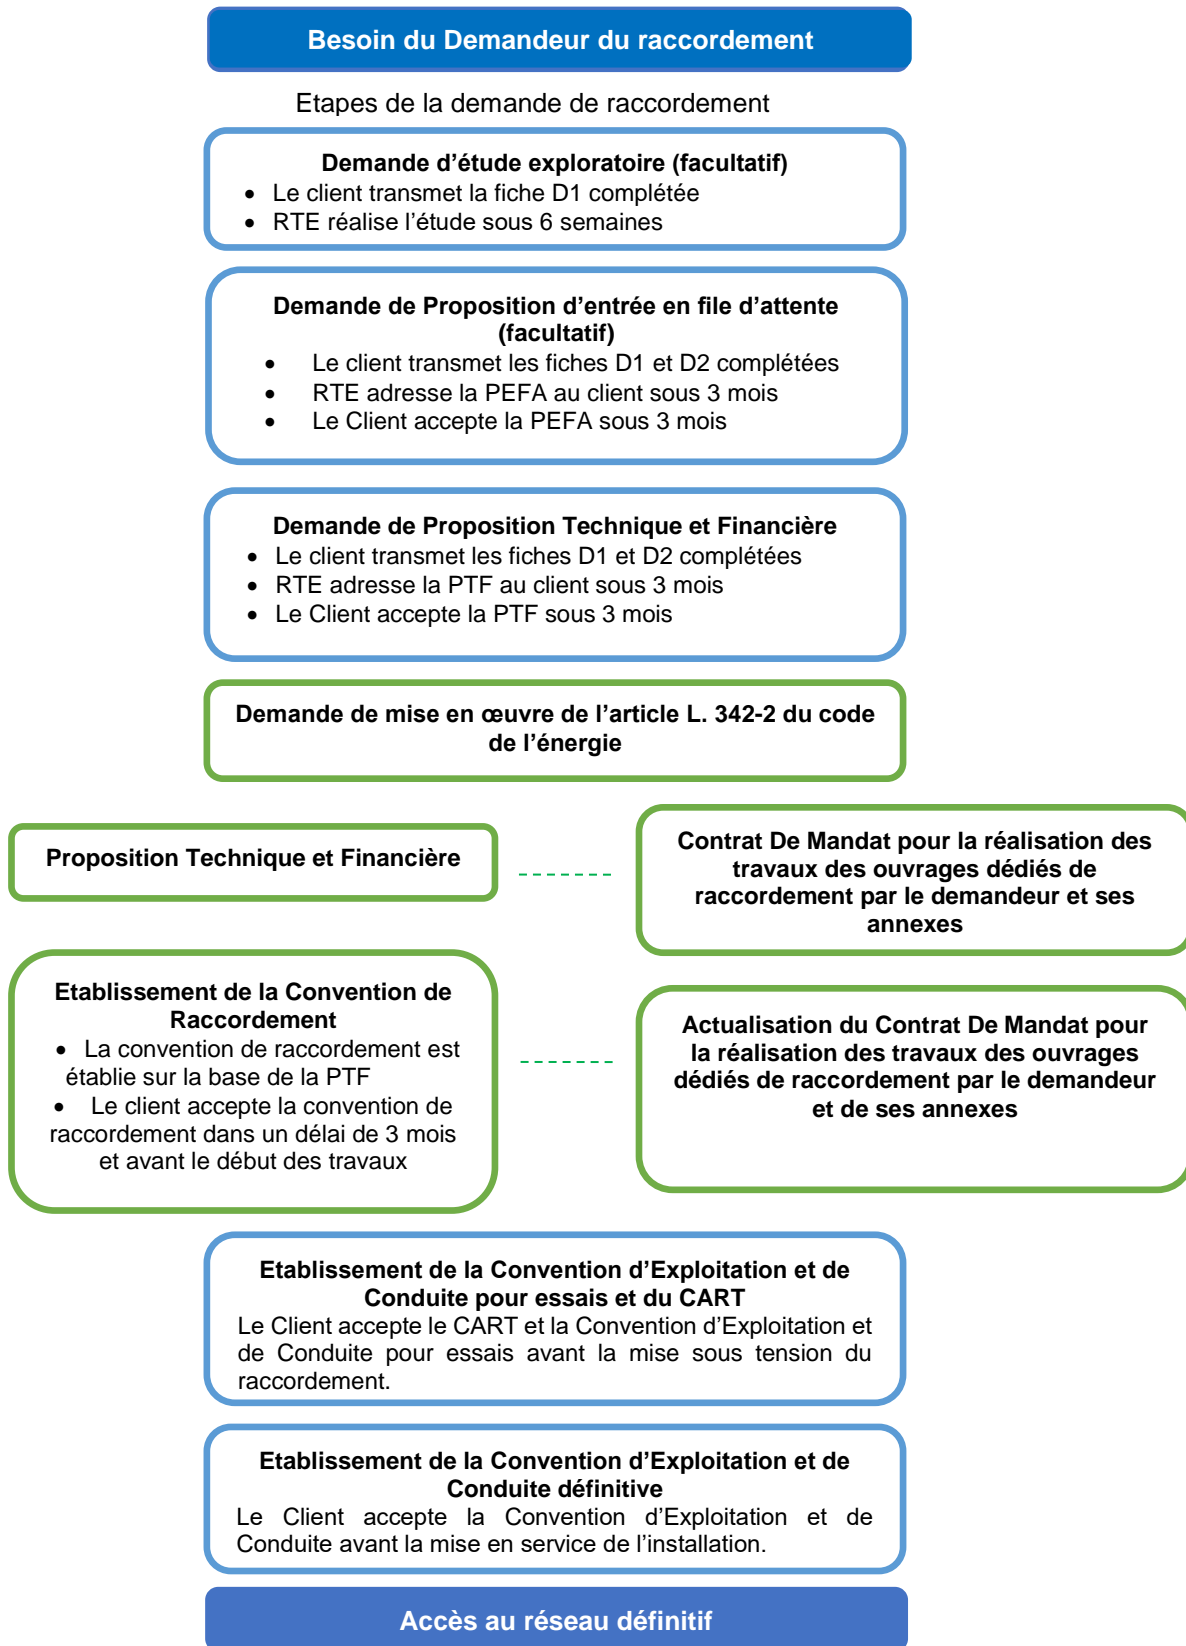 Besoin du Demandeur du raccordement
Etapes de la demande de raccordement
Demande d’étude exploratoire (facultatif)
• Le client transmet la fiche D1 complétée
• RTE réalise l’étude sous 6 semaines
Demande de Proposition d’entrée en file d’attente
(facultatif)
• Le client transmet les fiches D1 et D2 complétées
• RTE adresse la PEFA au client sous 3 mois
• Le Client accepte la PEFA sous 3 mois
Demande de Proposition Technique et Financière
• Le client transmet les fiches D1 et D2 complétées
• RTE adresse la PTF au client sous 3 mois
• Le Client accepte la PTF sous 3 mois
Demande de mise en œuvre de l’article L. 342-2 du code
de l’énergie
Proposition Technique et Financière
Contrat De Mandat pour la réalisation des
travaux des ouvrages dédiés de
raccordement par le demandeur et ses
annexes
Etablissement de la Convention de
Raccordement
• La convention de raccordement est
établie sur la base de la PTF
• Le client accepte la convention de
raccordement dans un délai de 3 mois
et avant le début des travaux
Actualisation du Contrat De Mandat pour
la réalisation des travaux des ouvrages
dédiés de raccordement par le demandeur
et de ses annexes
Etablissement de la Convention d’Exploitation et de
Conduite pour essais et du CART
Le Client accepte le CART et la Convention d’Exploitation et
de Conduite pour essais avant la mise sous tension du
raccordement.
Etablissement de la Convention d’Exploitation et de
Conduite définitive
Le Client accepte la Convention d’Exploitation et de
Conduite avant la mise en service de l’installation.
Accès au réseau définitif